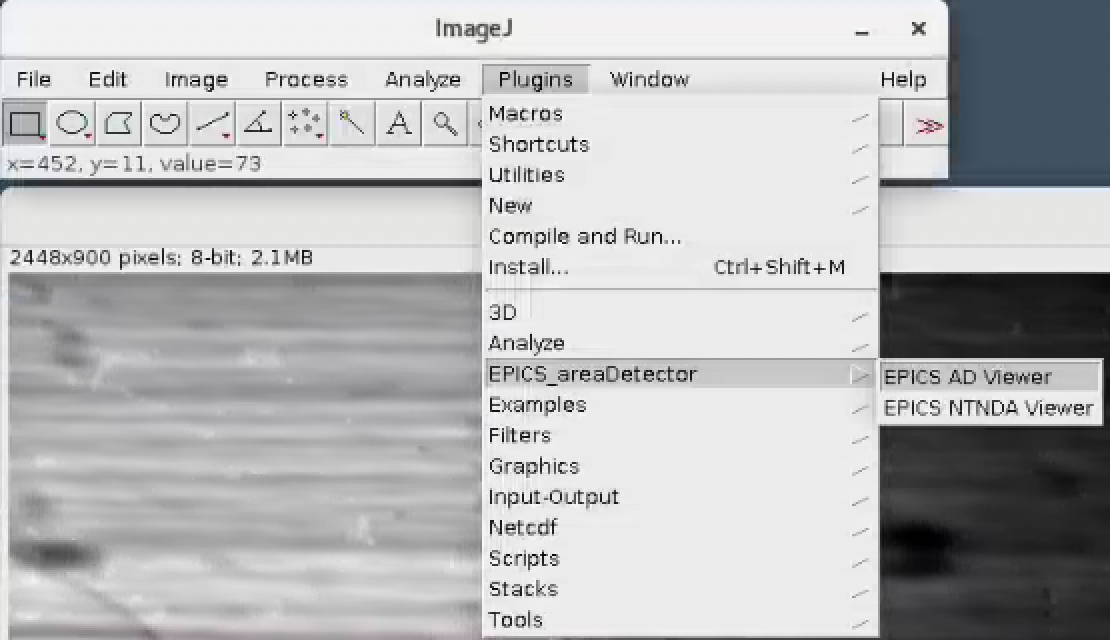 ImageJ
File Edit Image Process Analyze Plugins Window Help
A
x=452, y=11, value=73
Macros
Shortcuts
Utilities
New
Compile and Run...
2448x900 pixels; 8-bit; 2.1MB
Install... Ctrl+Shift+M
3D
Analyze
EPICS_areaDetector
EPICS AD Viewer
Examples
EPICS NTNDA Viewer
Filters
Graphics
Input-Output
Netcdf
Scripts
Stacks
Tools